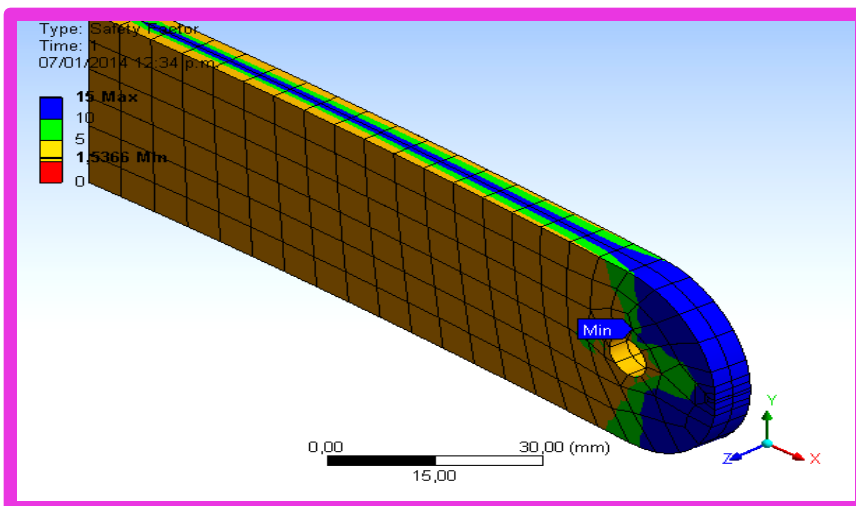 Type: Safety Factor
Time: 1
07/01/2014 12:34 p.m.
15 Max
10
5
1,5366 Min
0
Min
0,00 30,00 (mm)
15,00
Y
Z X